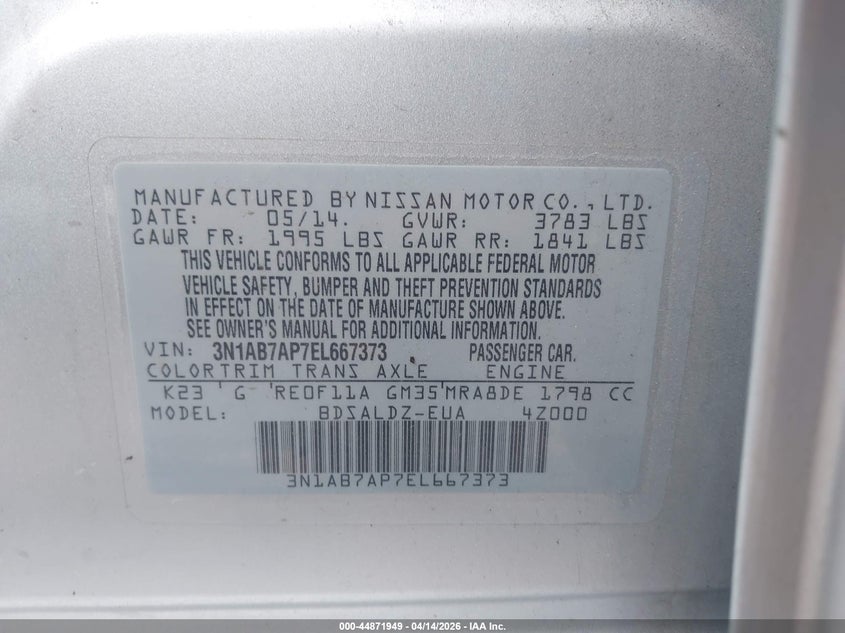 MANUFACTURED BY NISSAN MOTOR CO., LTD.
DATE: 05/14. GVWR: 3783 LBS
GAWR FR: 1995 LBS GAWR RR: 1841 LBS
THIS VEHICLE CONFORMS TO ALL APPLICABLE FEDERAL MOTOR
VEHICLE SAFETY, BUMPER AND THEFT PREVENTION STANDARDS
IN EFFECT ON THE DATE OF MANUFACTURE SHOWN ABOVE.
SEE OWNER'S MANUAL FOR ADDITIONAL INFORMATION.
VIN: 3N1AB7AP7EL667373 PASSENGER CAR.
COLORTRIM TRANS AXLE ENGINE
K23 ' G ' RE0F11A GM35'MRA8DE 1798 CC
MODEL: BDSALDZ-EUA 4Z000
3N1AB7AP7EL667373
000-44871949 - 04/14/2026 - IAA Inc.